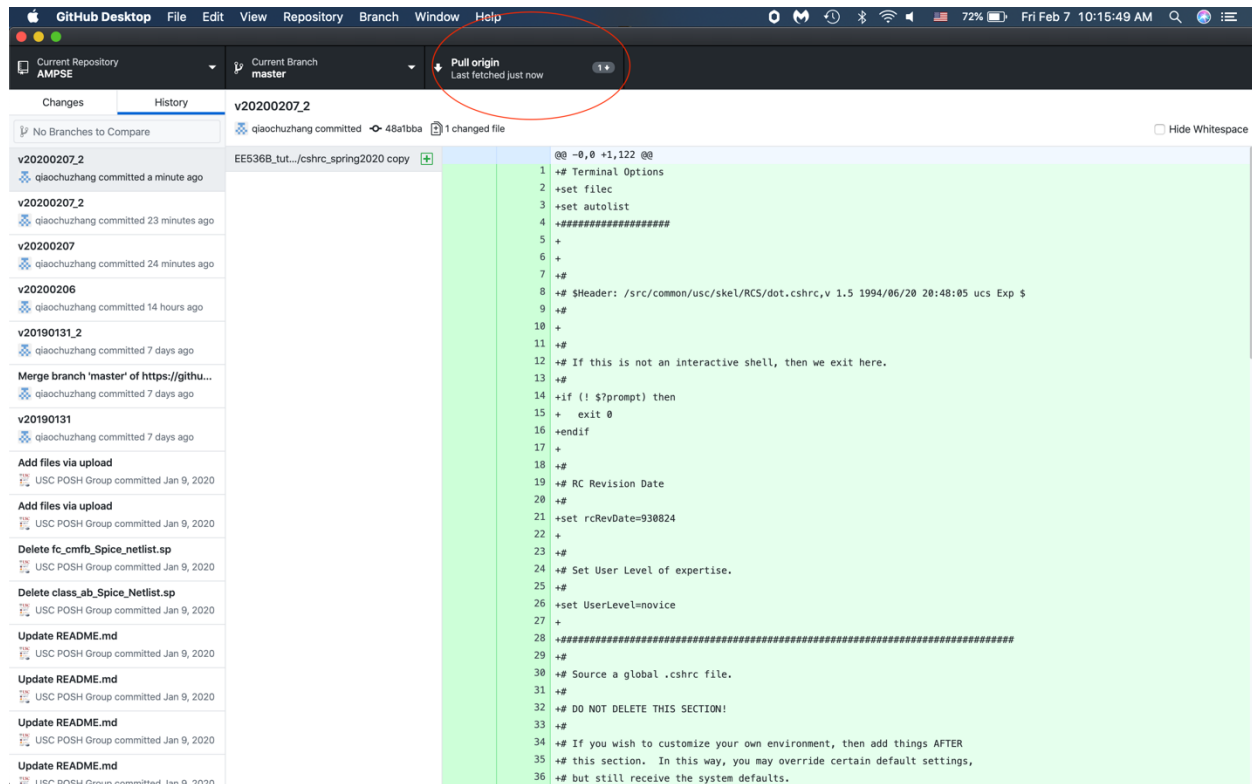 GitHub Desktop File Edit View Repository Branch Window Help 72% Fri Feb 7 10:15:49 AM
Current Repository
AMPSE
Current Branch
master
Pull origin
Last fetched just now
1
Changes History
No Branches to Compare
v20200207_2
qiaochuzhang committed a minute ago
v20200207_2
qiaochuzhang committed 23 minutes ago
v20200207
qiaochuzhang committed 24 minutes ago
v20200206
qiaochuzhang committed 14 hours ago
v20190131_2
qiaochuzhang committed 7 days ago
Merge branch 'master' of https://githu...
qiaochuzhang committed 7 days ago
v20190131
qiaochuzhang committed 7 days ago
Add files via upload
USC POSH Group committed Jan 9, 2020
Add files via upload
USC POSH Group committed Jan 9, 2020
Delete fc_cmfb_Spice_netlist.sp
USC POSH Group committed Jan 9, 2020
Delete class_ab_Spice_Netlist.sp
USC POSH Group committed Jan 9, 2020
Update README.md
USC POSH Group committed Jan 9, 2020
Update README.md
USC POSH Group committed Jan 9, 2020
Update README.md
USC POSH Group committed Jan 9, 2020
Update README.md
USC POSH Group committed Jan 9, 2020
v20200207_2
qiaochuzhang committed 48a1bba 1 changed file
Hide Whitespace
EE536B_tut.../cshrc_spring2020 copy
@@ -0,0 +1,122 @@
1 +# Terminal Options
2 +set filec
3 +set autolist
4 +###################
5 +
6 +
7 +#
8 +# $Header: /src/common/usc/skel/RCS/dot.cshrc,v 1.5 1994/06/20 20:48:05 ucs Exp $
9 +#
10 +
11 +#
12 +# If this is not an interactive shell, then we exit here.
13 +#
14 +if (! $?prompt) then
15 + exit 0
16 +endif
17 +
18 +#
19 +# RC Revision Date
20 +#
21 +set rcRevDate=930824
22 +
23 +#
24 +# Set User Level of expertise.
25 +#
26 +set UserLevel=novice
27 +
28 +###############################################################################
29 +#
30 +# Source a global .cshrc file.
31 +#
32 +# DO NOT DELETE THIS SECTION!
33 +#
34 +# If you wish to customize your own environment, then add things AFTER
35 +# this section. In this way, you may override certain default settings,
36 +# but still receive the system defaults.